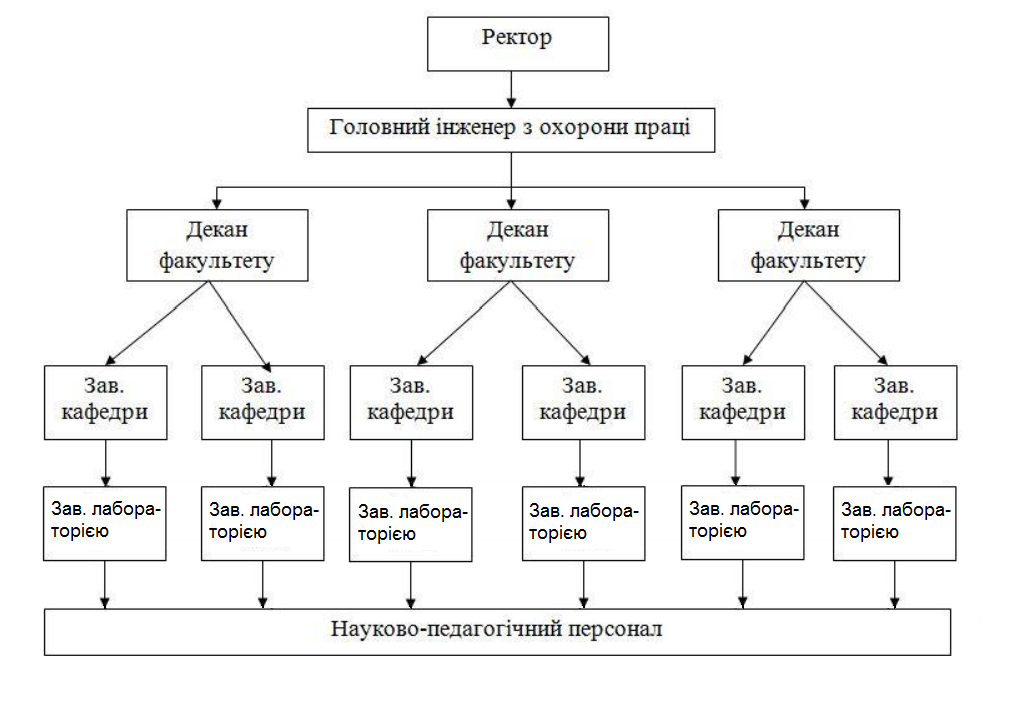 Ректор
Головний інженер з охорони праці
Декан
факультету
Декан
факультету
Декан
факультету
Зав.
кафедри
Зав.
кафедри
Зав.
кафедри
Зав.
кафедри
Зав.
кафедри
Зав.
кафедри
Зав. лабора-
торією
Зав. лабора-
торією
Зав. лабора-
торією
Зав. лабора-
торією
Зав. лабора-
торією
Зав. лабора-
торією
Науково-педагогічний персонал